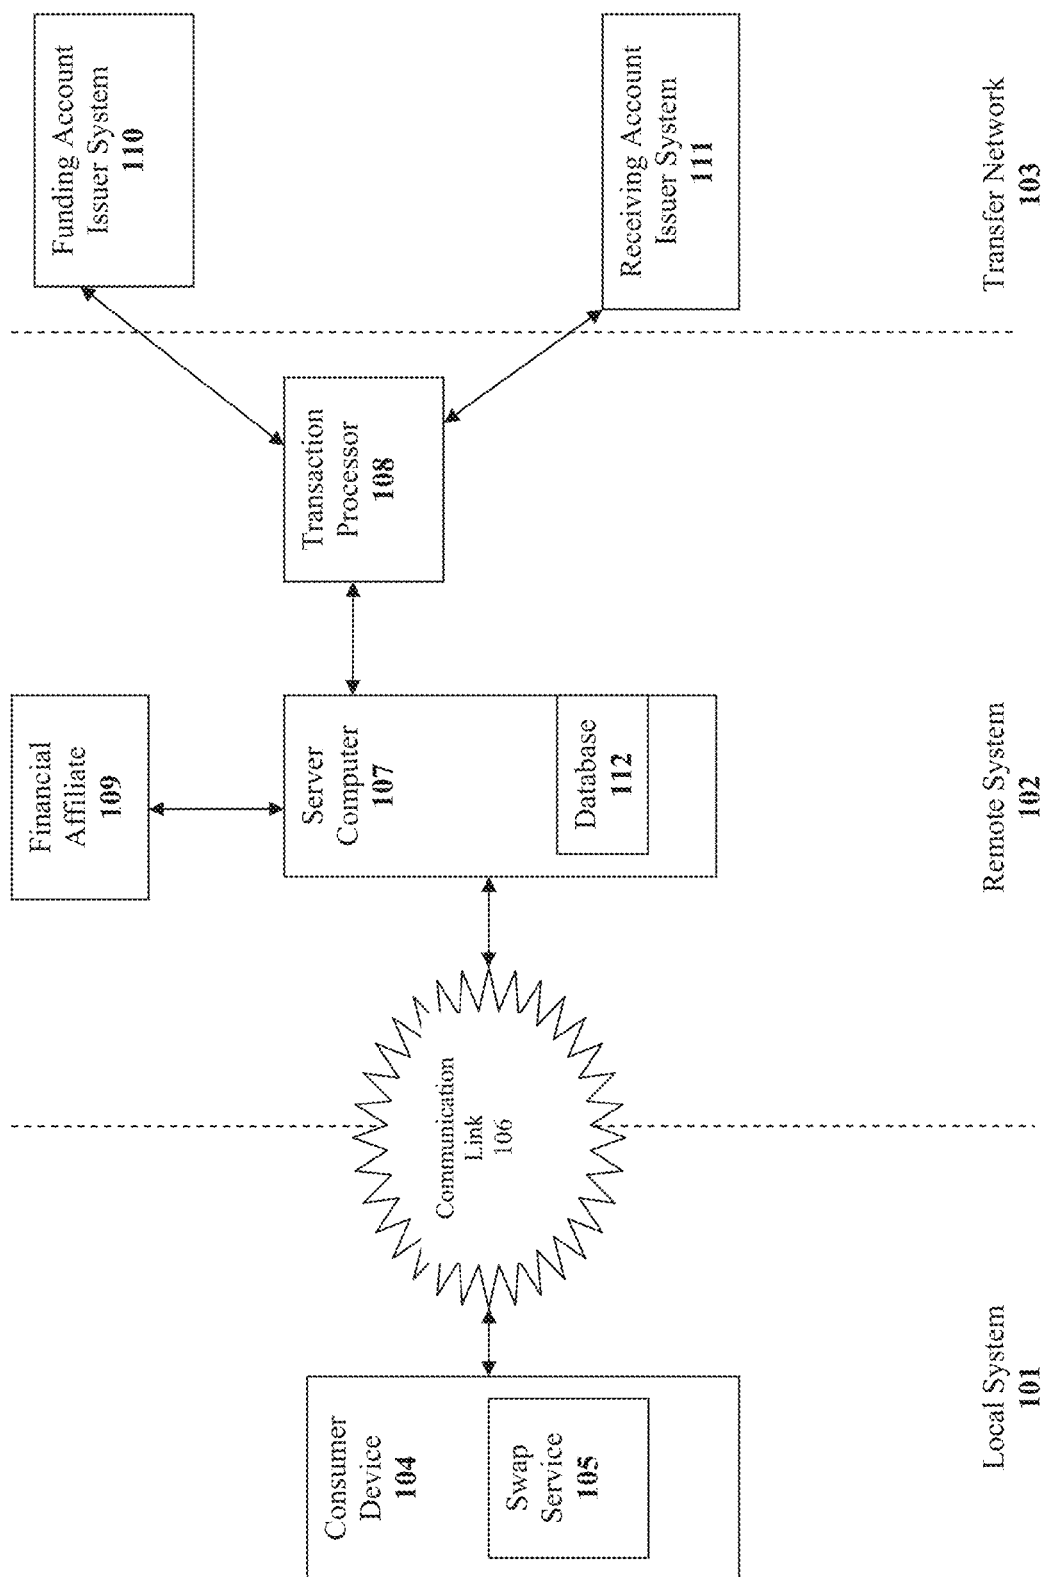 Consumer
Device
104
Swap
Service
105
Local System
101
Communication
Link
106
Financial
Affiliate
109
Server
Computer
107
Database
112
Remote System
102
Transaction
Processor
108
Funding Account
Issuer System
110
Receiving Account
Issuer System
111
Transfer Network
103